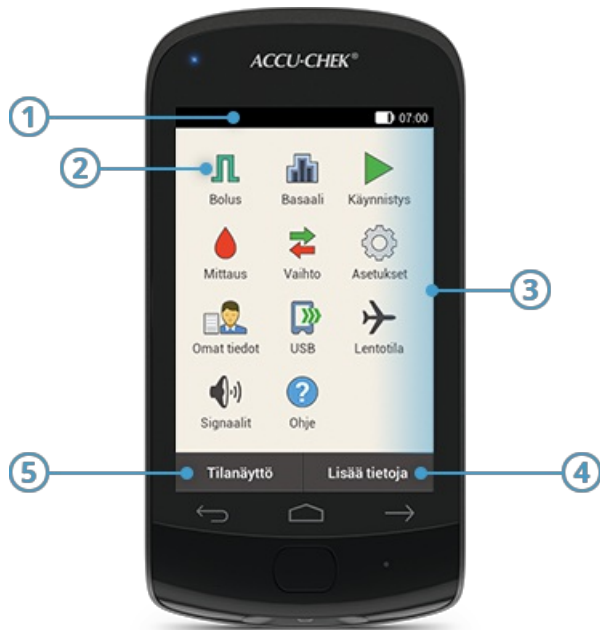 ACCU-CHEK®
1
07:00
2
Bolus Basaali Käynnistys
Mittaus Vaihto Asetukset
3
Omat tiedot USB Lentotila
?
Signaalit Ohje
5 Tilanäyttö Lisää tietoja 4